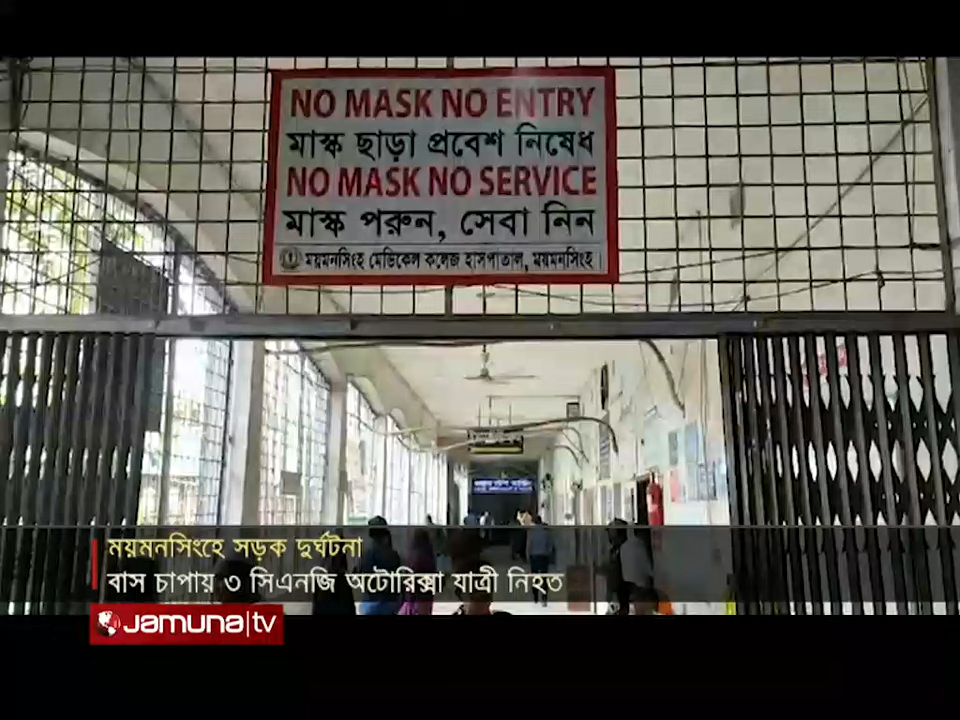 NO MASK NO ENTRY
মাস্ক ছাড়া প্রবেশ নিষেধ
NO MASK NO SERVICE
মাস্ক পরুন, সেবা নিন
ময়মনসিংহ মেডিকেল কলেজ হাসপাতাল, ময়মনসিংহ
ময়মনসিংহে সড়ক দুর্ঘটনা
বাস চাপায় ৩ সিএনজি অটোরিক্সা যাত্রী নিহত
Jamuna|tv